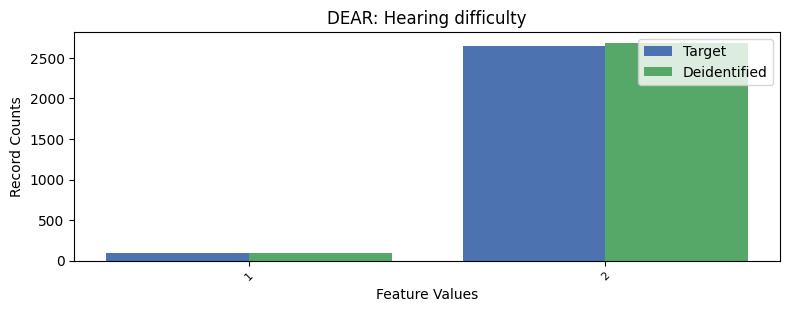 DEAR: Hearing difficulty
Target
Deidentified
Record Counts
2500
2000
1500
1000
500
0
1
2
Feature Values